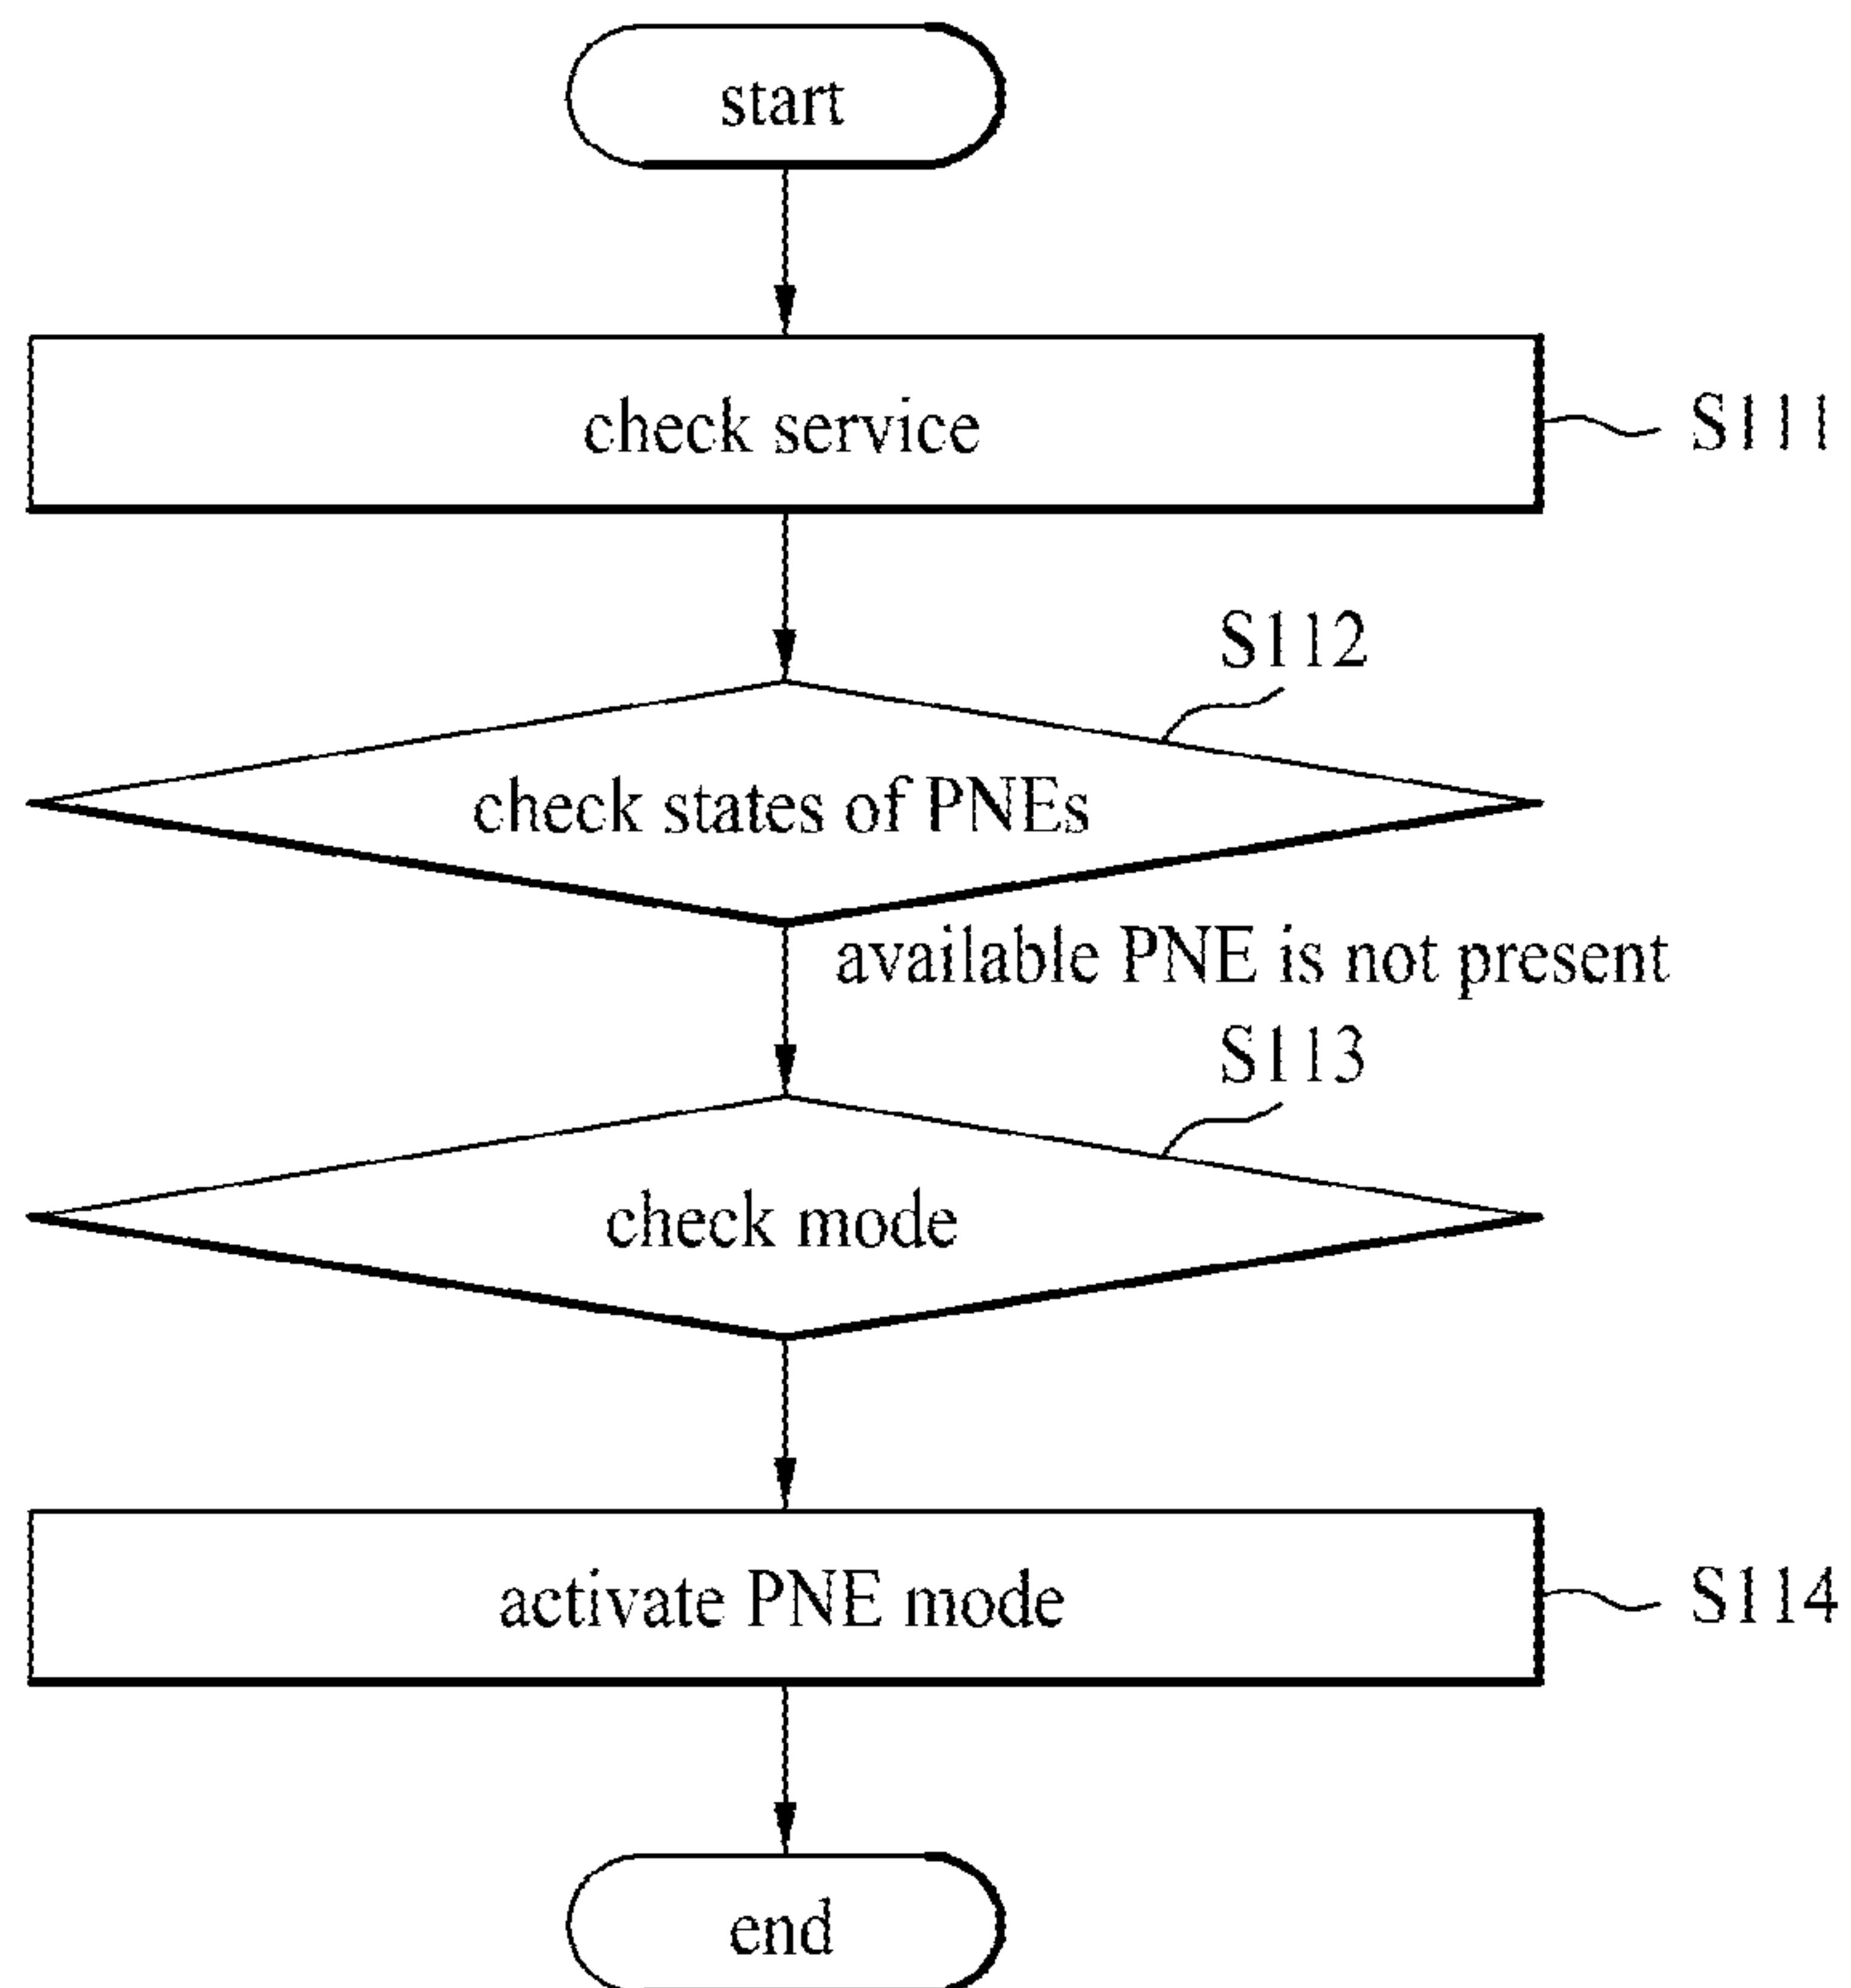 start
check service
S111
S112
check states of PNEs
available PNE is not present
S113
check mode
activate PNE mode
S114
end